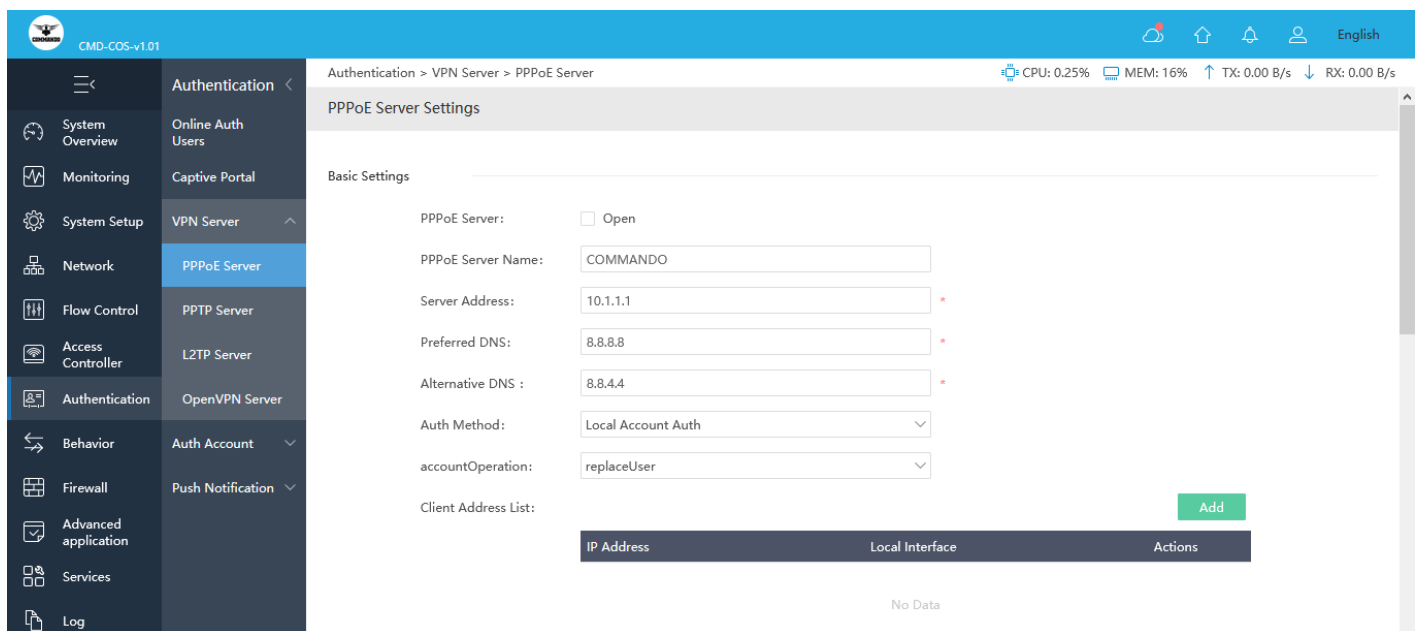 COMMANDO
CMD-COS-v1.01
English
Authentication
Authentication > VPN Server > PPPoE Server
CPU: 0.25%
MEM: 16%
TX: 0.00 B/s
RX: 0.00 B/s
PPPoE Server Settings
System
Overview
Monitoring
System Setup
Network
Flow Control
Access
Controller
Authentication
Behavior
Firewall
Advanced
application
Services
Log
Online Auth
Users
Captive Portal
VPN Server
PPPoE Server
PPTP Server
L2TP Server
OpenVPN Server
Auth Account
Push Notification
Basic Settings
PPPoE Server:
Open
PPPoE Server Name:
COMMANDO
Server Address:
10.1.1.1
*
Preferred DNS:
8.8.8.8
*
Alternative DNS :
8.8.4.4
*
Auth Method:
Local Account Auth
accountOperation:
replaceUser
Client Address List:
Add
IP Address
Local Interface
Actions
No Data